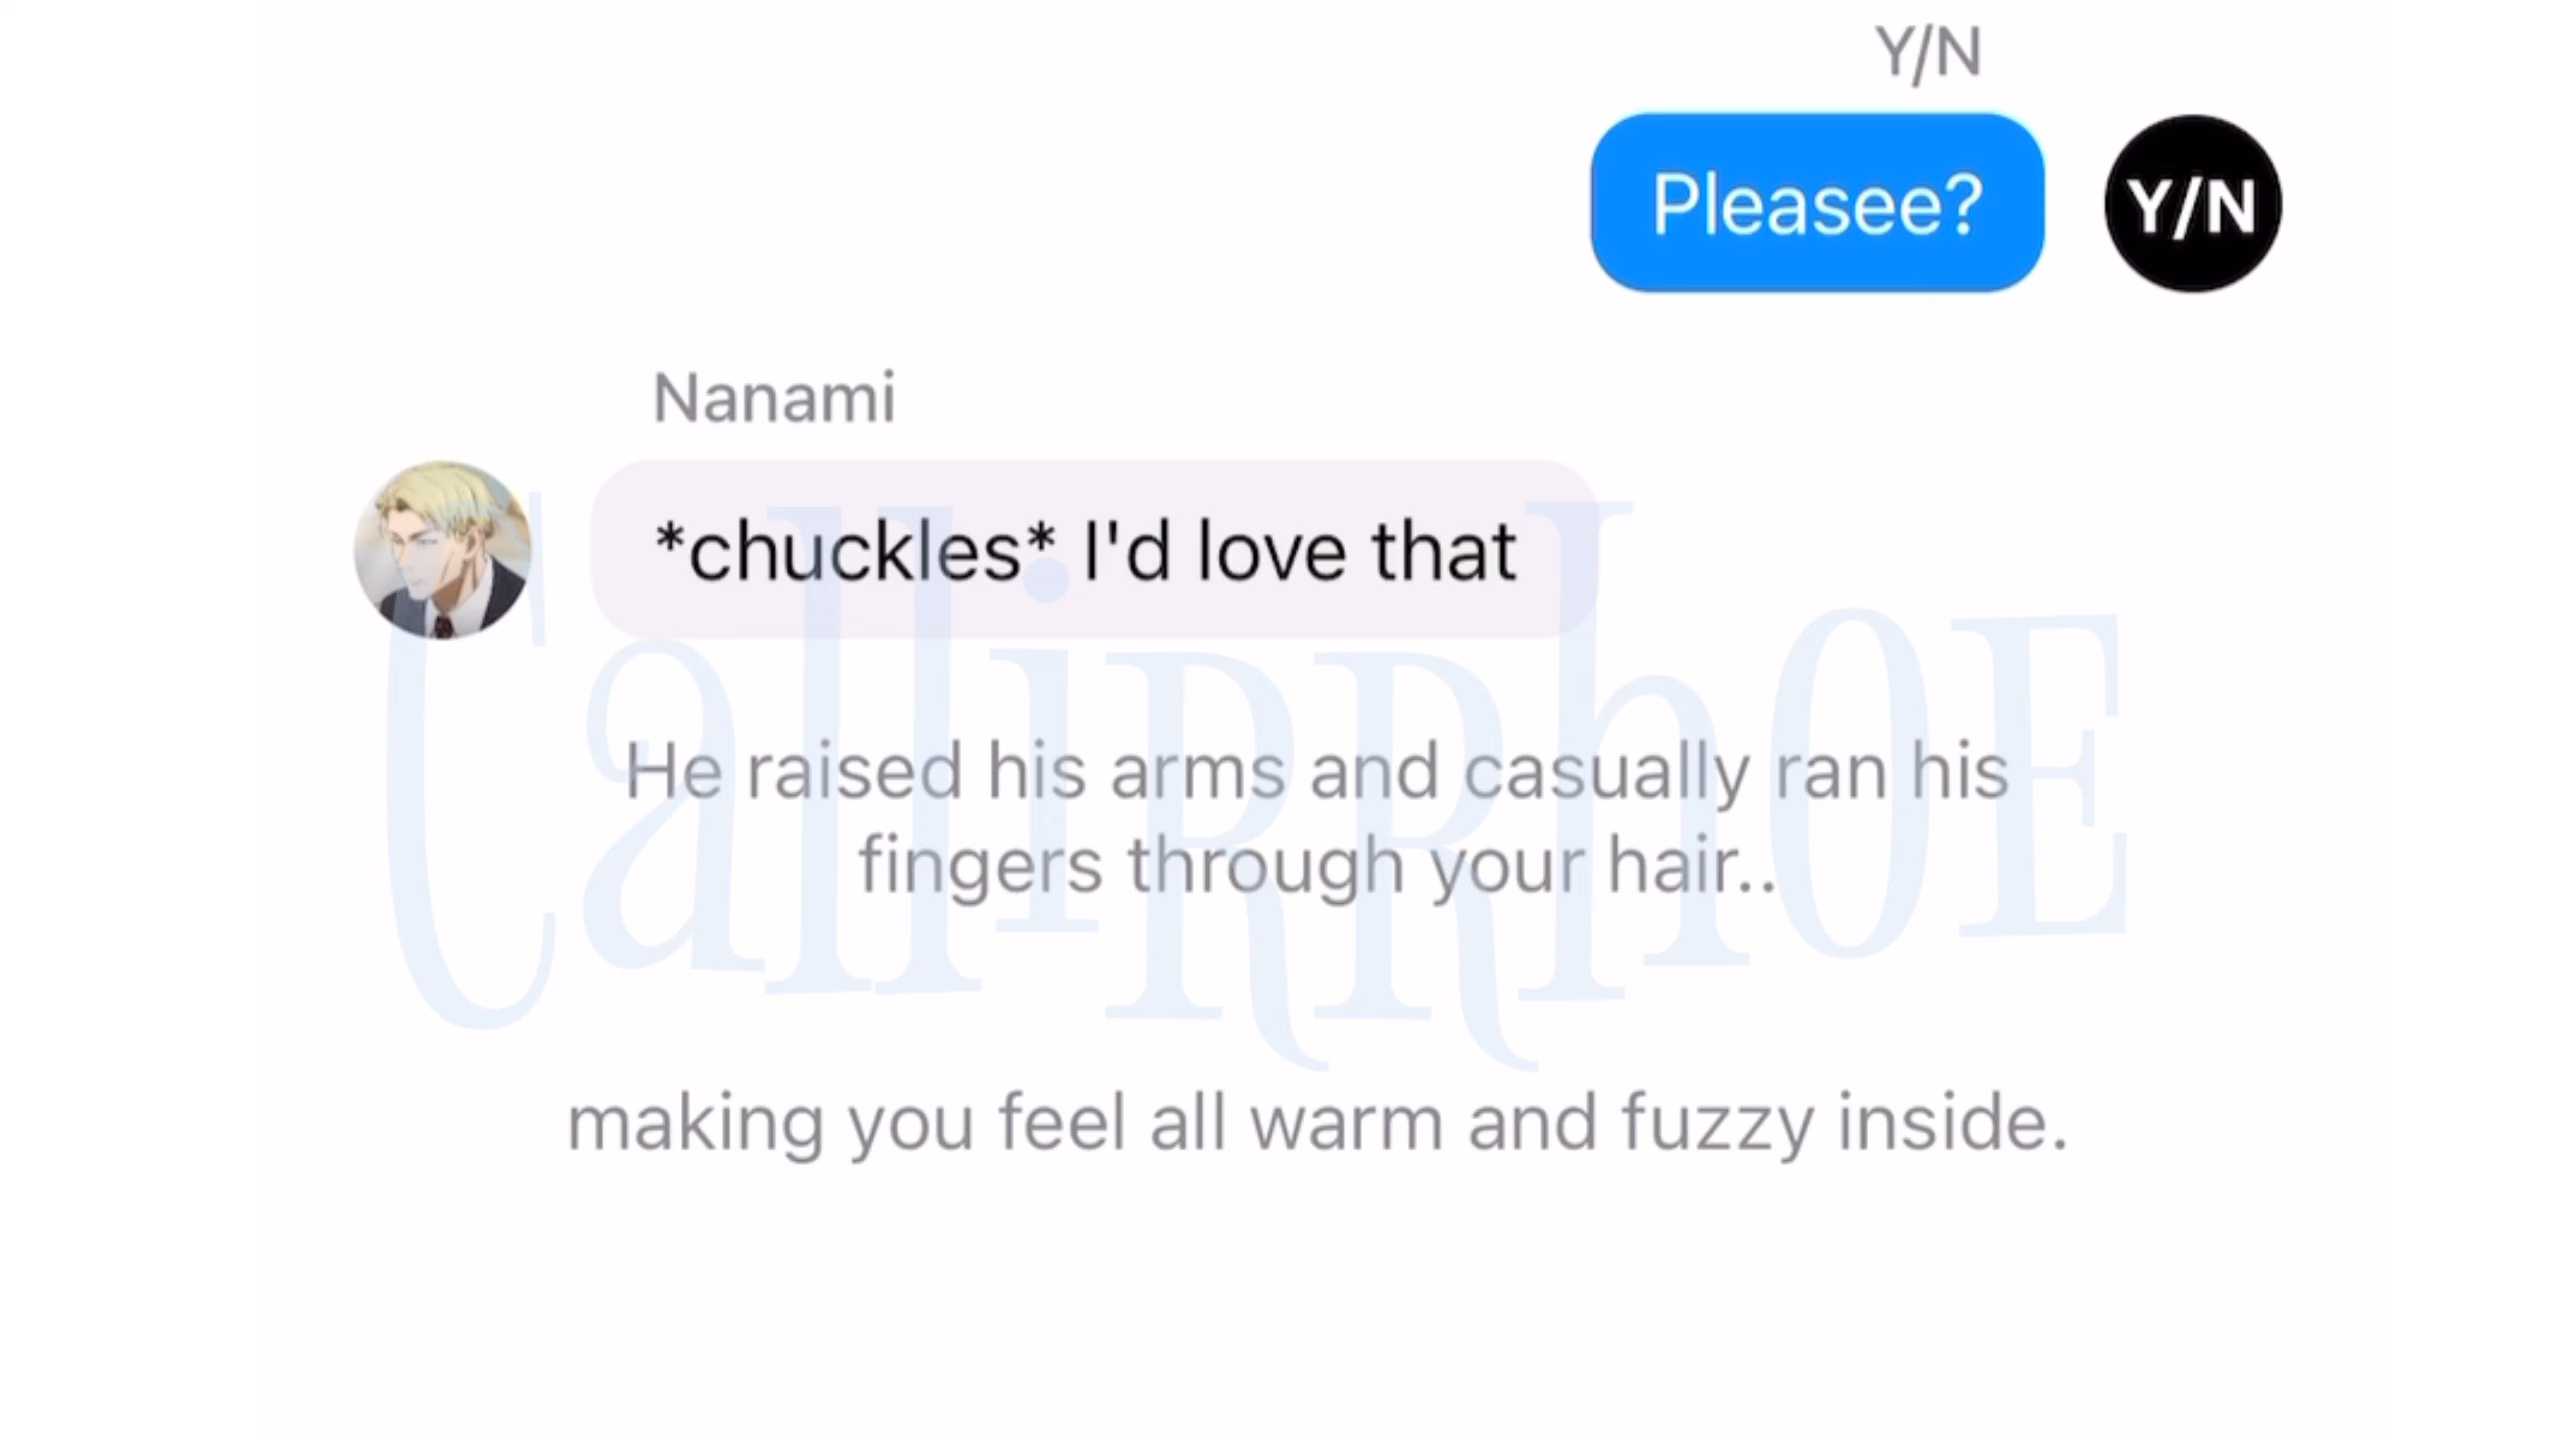 Y/N
Pleasee?
Y/N
Nanami
*chuckles* I'd love that
CallirrhOE
He raised his arms and casually ran his
fingers through your hair..
making you feel all warm and fuzzy inside.